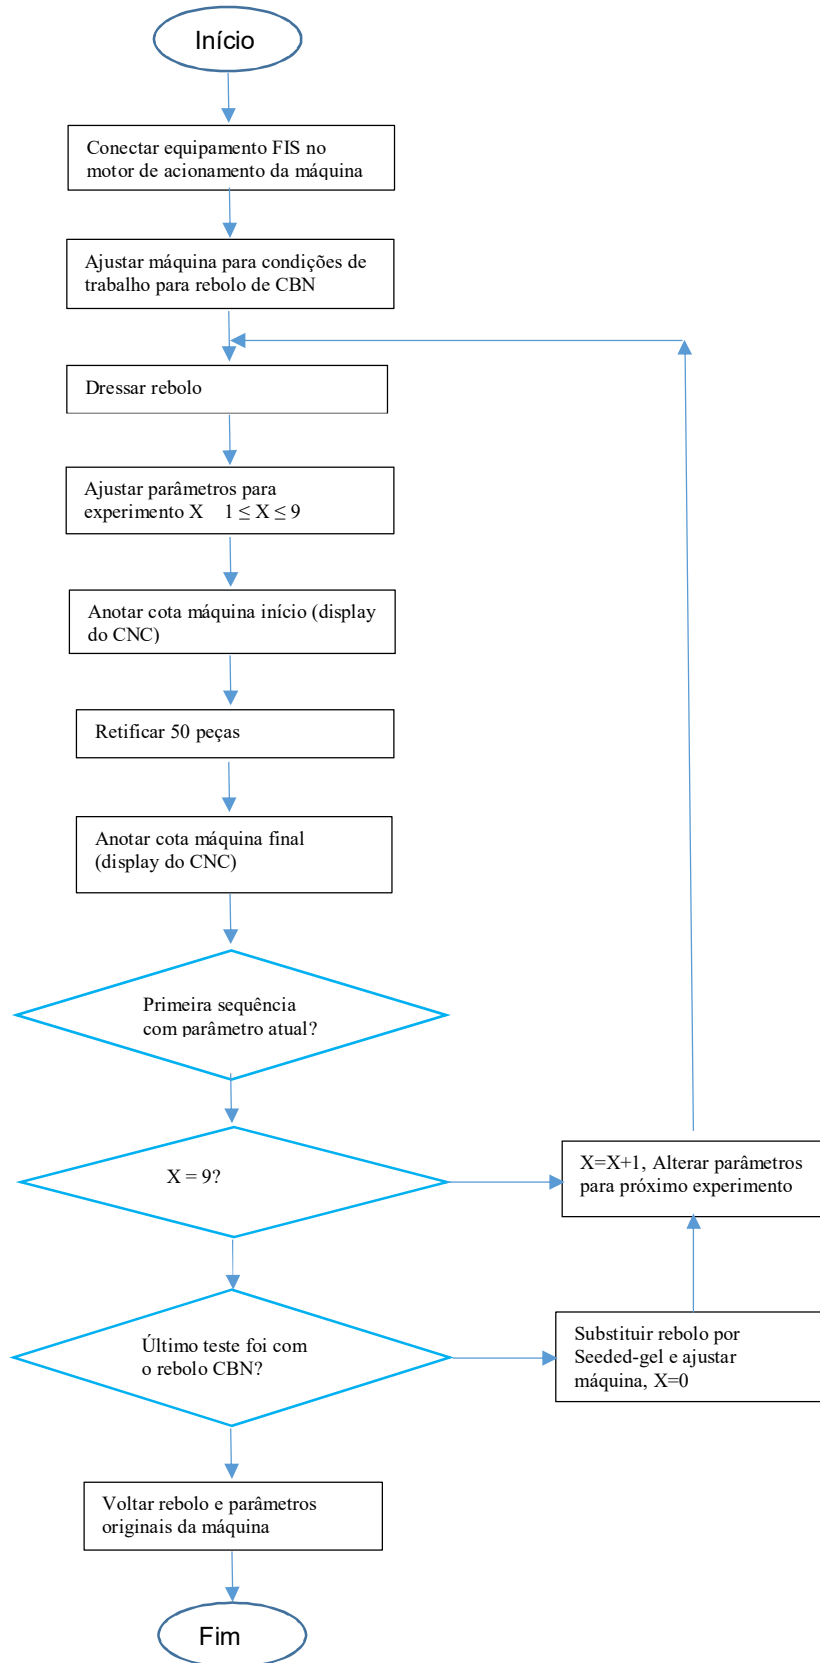 Início
Conectar equipamento FIS no
motor de acionamento da máquina
Ajustar máquina para condições de
trabalho para rebolo de CBN
Dressar rebolo
Ajustar parâmetros para
experimento X 1 ≤ X ≤ 9
Anotar cota máquina início (display
do CNC)
Retificar 50 peças
Anotar cota máquina final
(display do CNC)
Primeira sequência
com parâmetro atual?
X = 9?
X=X+1, Alterar parâmetros
para próximo experimento
Último teste foi com
o rebolo CBN?
Substituir rebolo por
Seeded-gel e ajustar
máquina, X=0
Voltar rebolo e parâmetros
originais da máquina
Fim